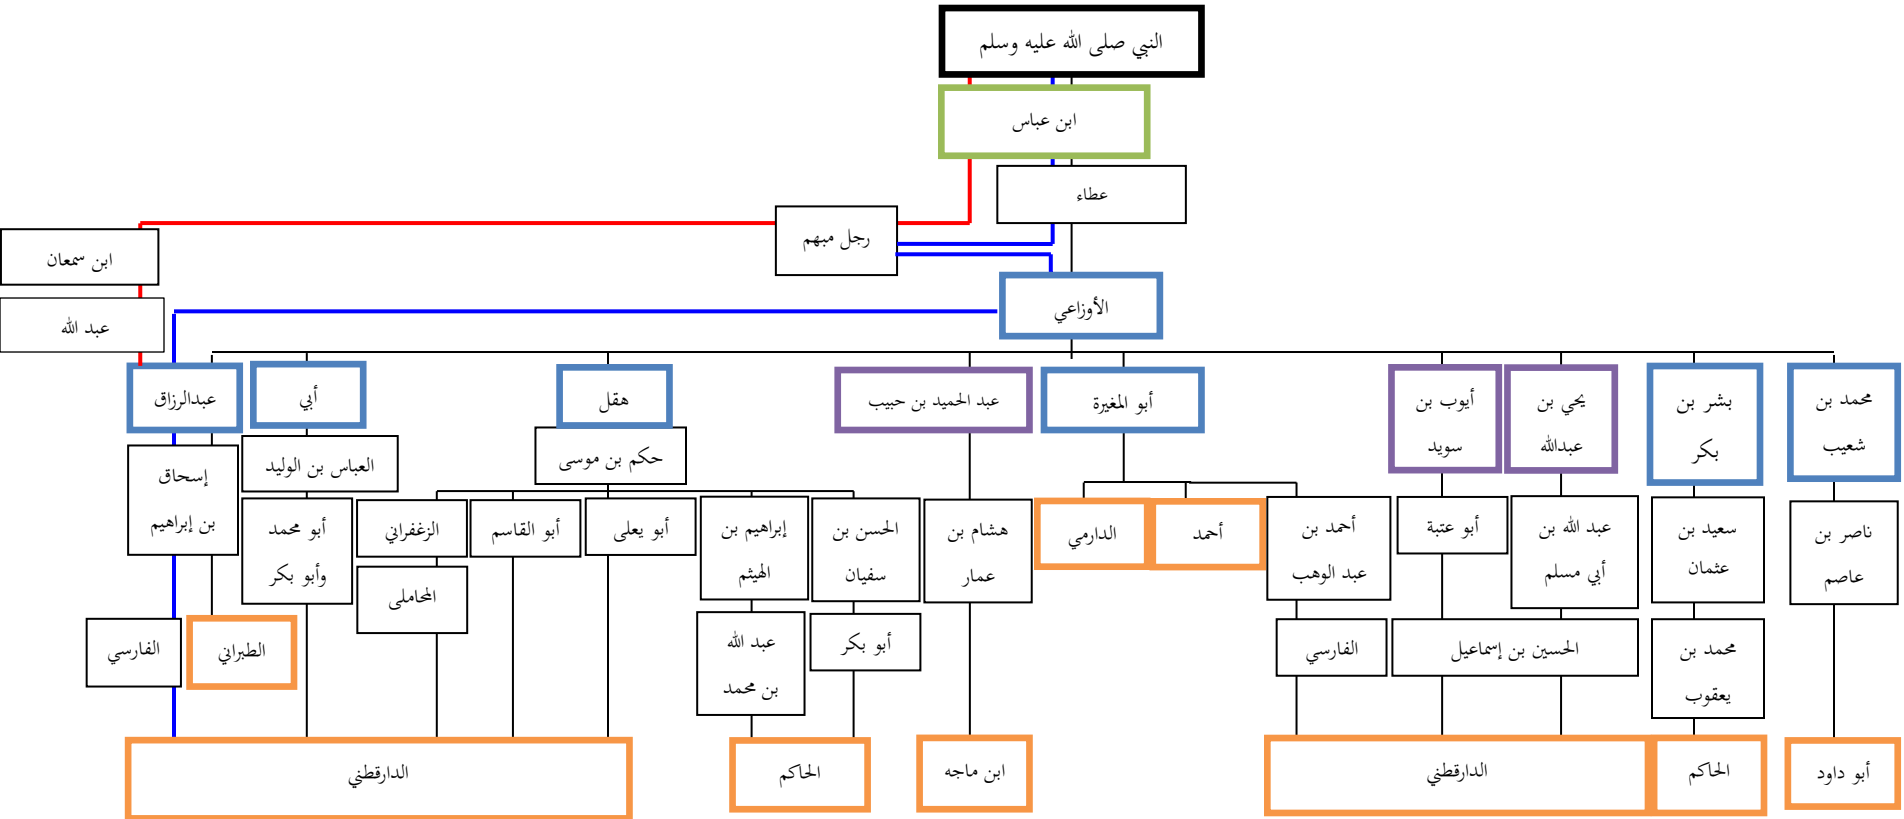 النبي صلى الله عليه وسلم
ابن عباس
عطاء
رجل مبهم
ابن سمعان
الأوزاعي
عبد الله
محمد بن
شعيب
بشر بن
بكر
يحي بن
عبدالله
أيوب بن
سويد
أبو المغيرة
عبد الحميد بن حبيب
هقل
أبي
عبدالرزاق
حكم بن موسى
العباس بن الوليد
إسحاق
بن إبراهيم
ناصر بن
عاصم
سعيد بن
عثمان
عبد الله بن
أبي مسلم
أبو عتبة
أحمد بن
عبد الوهب
أحمد
الدارمي
هشام بن
عمار
الحسن بن
سفيان
إبراهيم بن
الهيثم
أبو يعلى
أبو القاسم
الزغفراني
أبو محمد
وأبو بكر
المحاملى
محمد بن
يعقوب
الحسين بن إسماعيل
الفارسي
أبو بكر
عبد الله
بن محمد
الطبراني
الفارسي
أبو داود
الحاكم
الدارقطني
ابن ماجه
الحاكم
الدارقطني